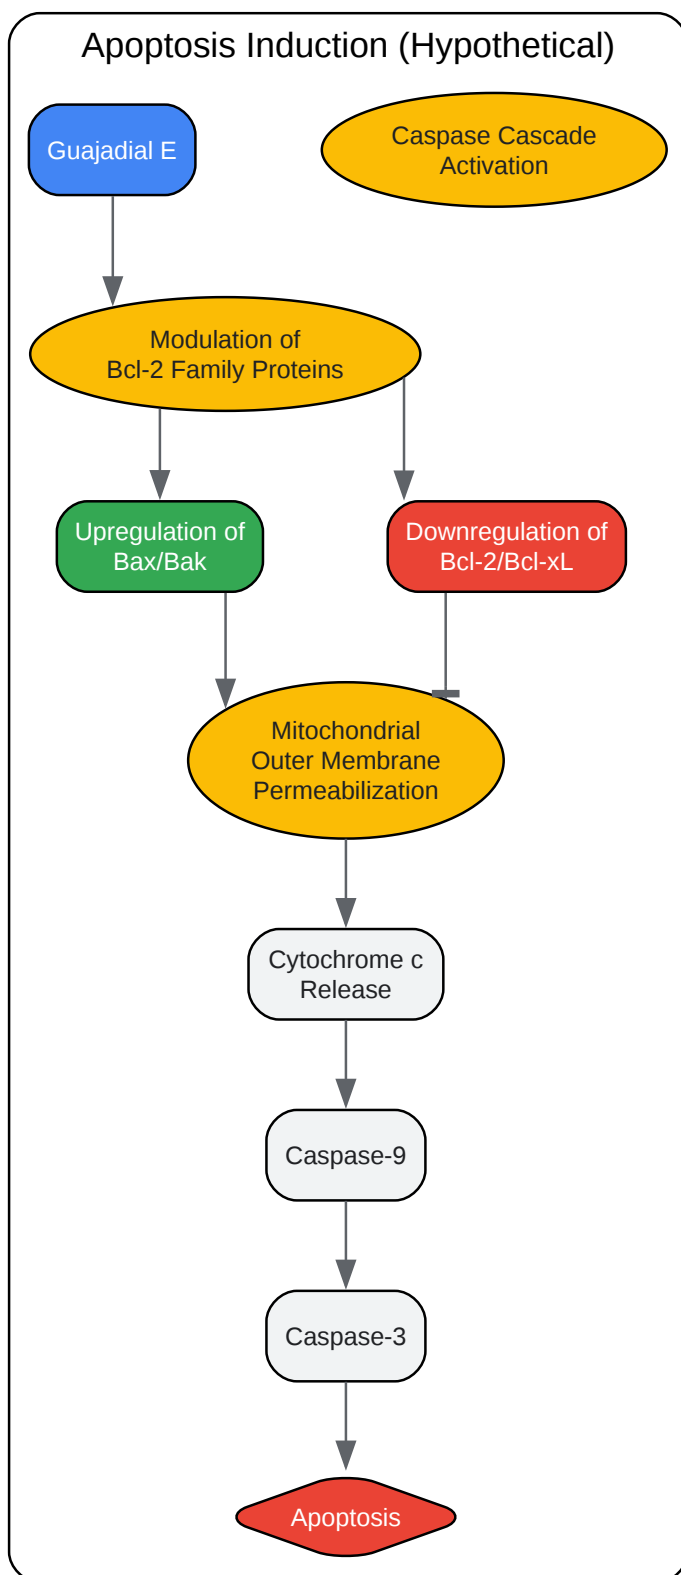 Apoptosis Induction (Hypothetical)
Guajadial E
Caspase Cascade
Activation
Modulation of
Bcl-2 Family Proteins
Upregulation of
Bax/Bak
Downregulation of
Bcl-2/Bcl-xL
Mitochondrial
Outer Membrane
Permeabilization
Cytochrome c
Release
Caspase-9
Caspase-3
Apoptosis